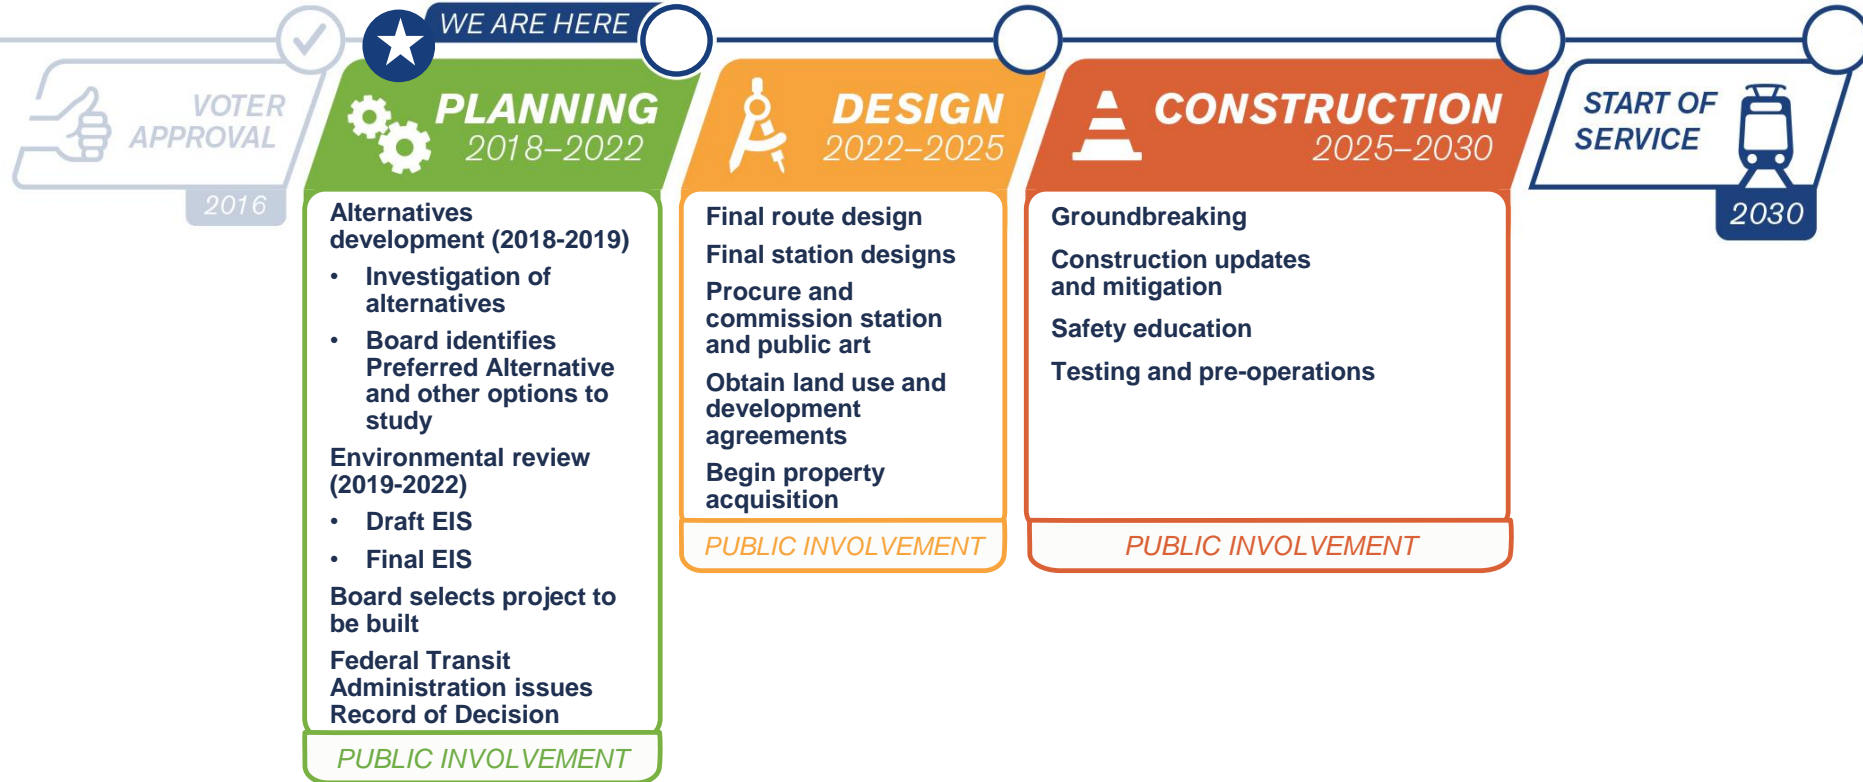 WE ARE HERE
VOTER
APPROVAL
2016
PLANNING
2018–2022
Alternatives
development (2018-2019)
• Investigation of
alternatives
• Board identifies
Preferred Alternative
and other options to
study
Environmental review
(2019-2022)
• Draft EIS
• Final EIS
Board selects project to
be built
Federal Transit
Administration issues
Record of Decision
PUBLIC INVOLVEMENT
DESIGN
2022–2025
Final route design
Final station designs
Procure and
commission station
and public art
Obtain land use and
development
agreements
Begin property
acquisition
PUBLIC INVOLVEMENT
CONSTRUCTION
2025–2030
Groundbreaking
Construction updates
and mitigation
Safety education
Testing and pre-operations
PUBLIC INVOLVEMENT
START OF
SERVICE
2030